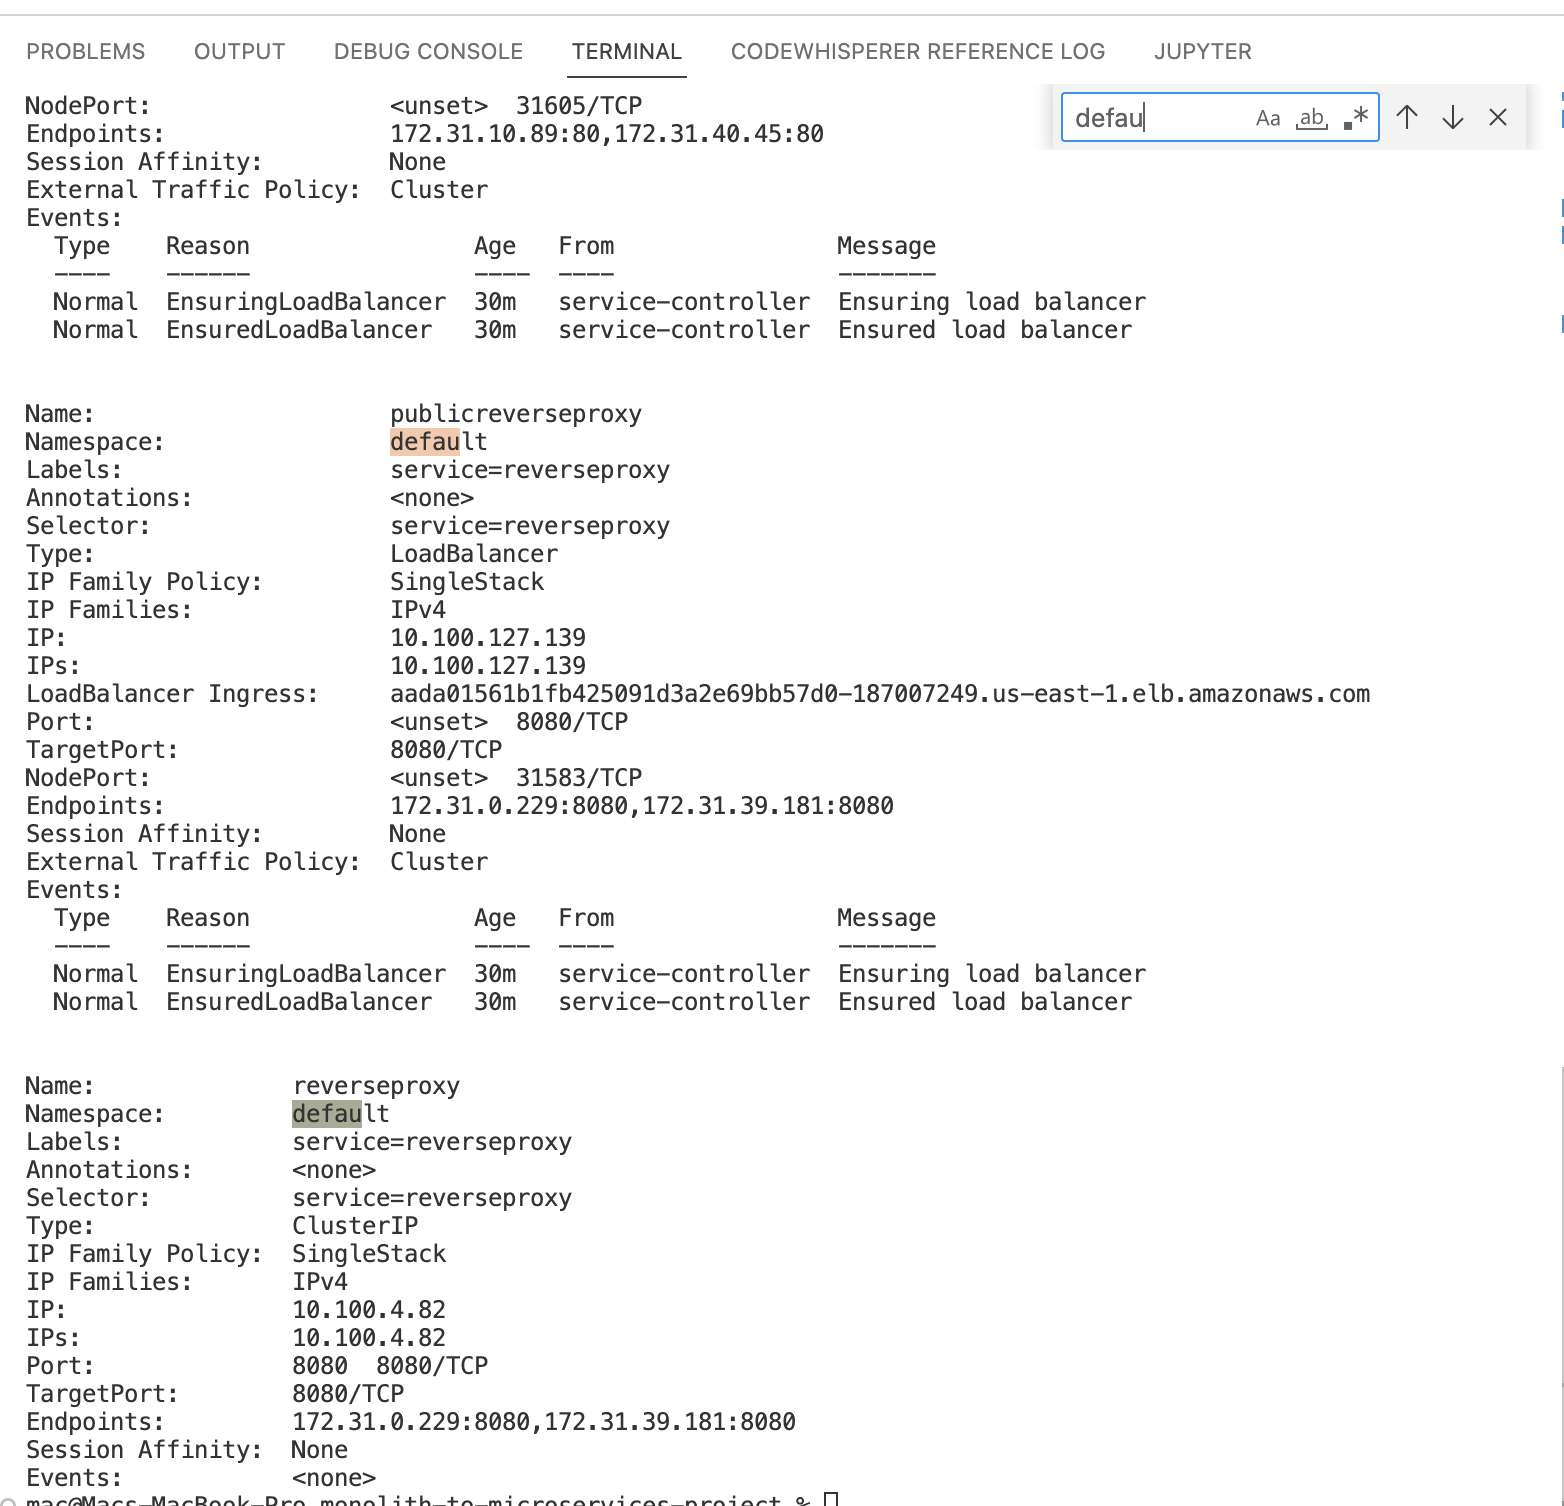 PROBLEMS OUTPUT DEBUG CONSOLE TERMINAL CODEWHISPERER REFERENCE LOG JUPYTER
defau Aa ab .*
NodePort: <unset> 31605/TCP
Endpoints: 172.31.10.89:80,172.31.40.45:80
Session Affinity: None
External Traffic Policy: Cluster
Events:
Type Reason Age From Message
---- ------ ---- ---- -------
Normal EnsuringLoadBalancer 30m service-controller Ensuring load balancer
Normal EnsuredLoadBalancer 30m service-controller Ensured load balancer
Name: publicreverseproxy
Namespace: default
Labels: service=reverseproxy
Annotations: <none>
Selector: service=reverseproxy
Type: LoadBalancer
IP Family Policy: SingleStack
IP Families: IPv4
IP: 10.100.127.139
IPs: 10.100.127.139
LoadBalancer Ingress: aada01561b1fb425091d3a2e69bb57d0-187007249.us-east-1.elb.amazonaws.com
Port: <unset> 8080/TCP
TargetPort: 8080/TCP
NodePort: <unset> 31583/TCP
Endpoints: 172.31.0.229:8080,172.31.39.181:8080
Session Affinity: None
External Traffic Policy: Cluster
Events:
Type Reason Age From Message
---- ------ ---- ---- -------
Normal EnsuringLoadBalancer 30m service-controller Ensuring load balancer
Normal EnsuredLoadBalancer 30m service-controller Ensured load balancer
Name: reverseproxy
Namespace: default
Labels: service=reverseproxy
Annotations: <none>
Selector: service=reverseproxy
Type: ClusterIP
IP Family Policy: SingleStack
IP Families: IPv4
IP: 10.100.4.82
IPs: 10.100.4.82
Port: 8080 8080/TCP
TargetPort: 8080/TCP
Endpoints: 172.31.0.229:8080,172.31.39.181:8080
Session Affinity: None
Events: <none>
mac@Macs-MacBook-Pro monolith-to-microservices-project %